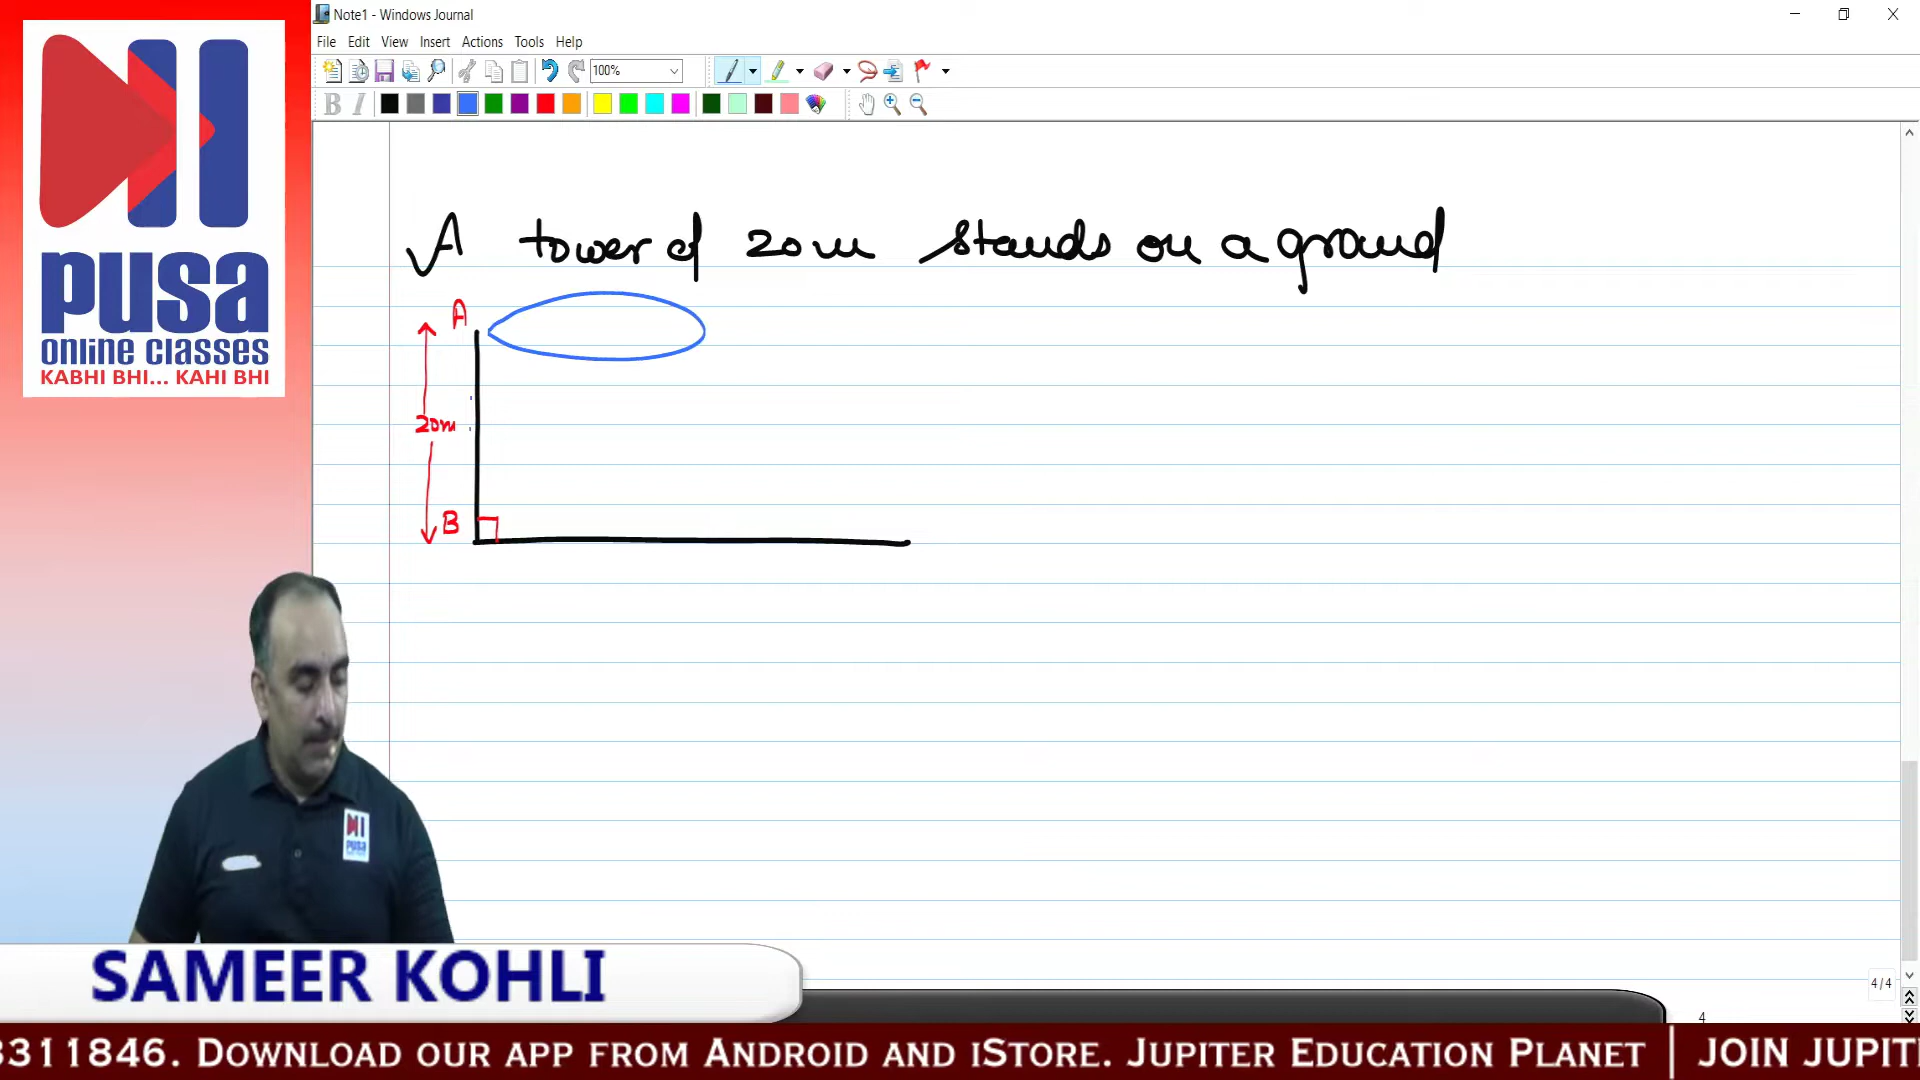 Note1 - Windows Journal
File Edit View Insert Actions Tools Help
100%
B I
A tower of 20m stands on a ground
A
20m
B
PUSA
ONLINE CLASSES
KABHI BHI... KAHI BHI
PUSA
SAMEER KOHLI
4 / 4
4
3311846. DOWNLOAD OUR APP FROM ANDROID AND ISTORE. JUPITER EDUCATION PLANET | JOIN JUPIT